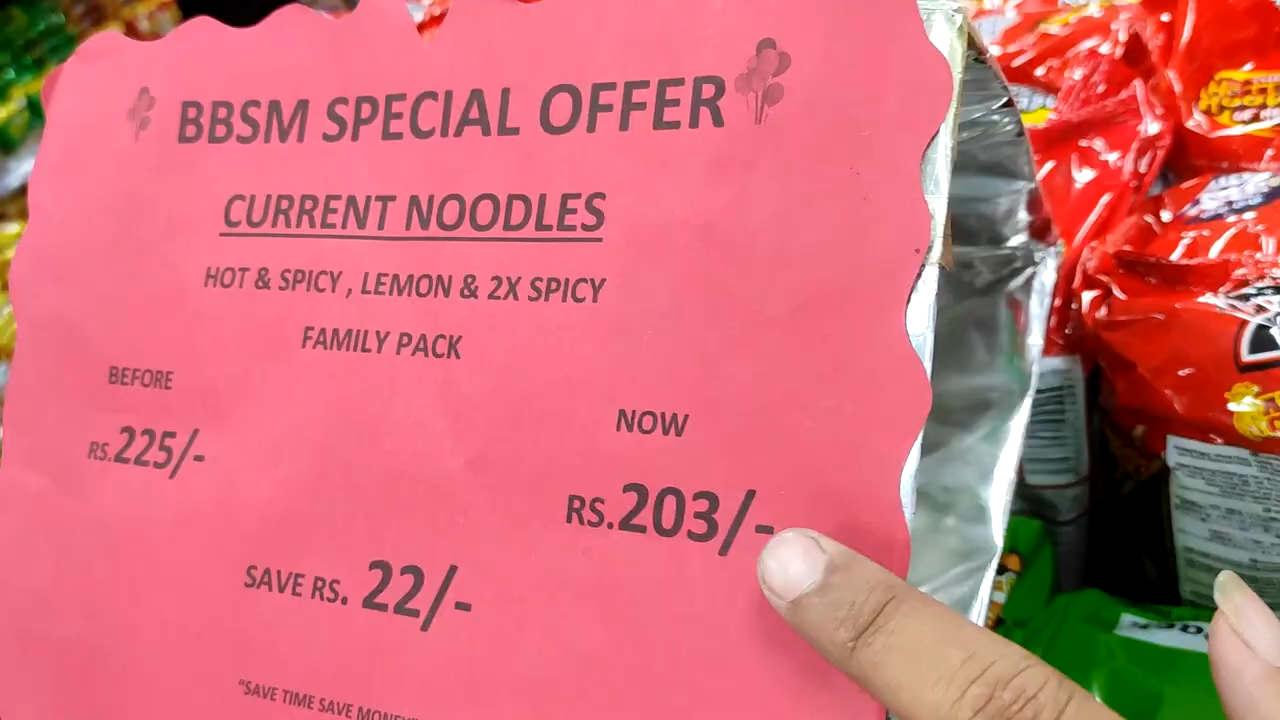 BBSM SPECIAL OFFER
CURRENT NOODLES
HOT & SPICY , LEMON & 2X SPICY
FAMILY PACK
BEFORE
NOW
RS.225/-
RS.203/-
SAVE RS. 22/-
"SAVE TIME SAVE MONEY"